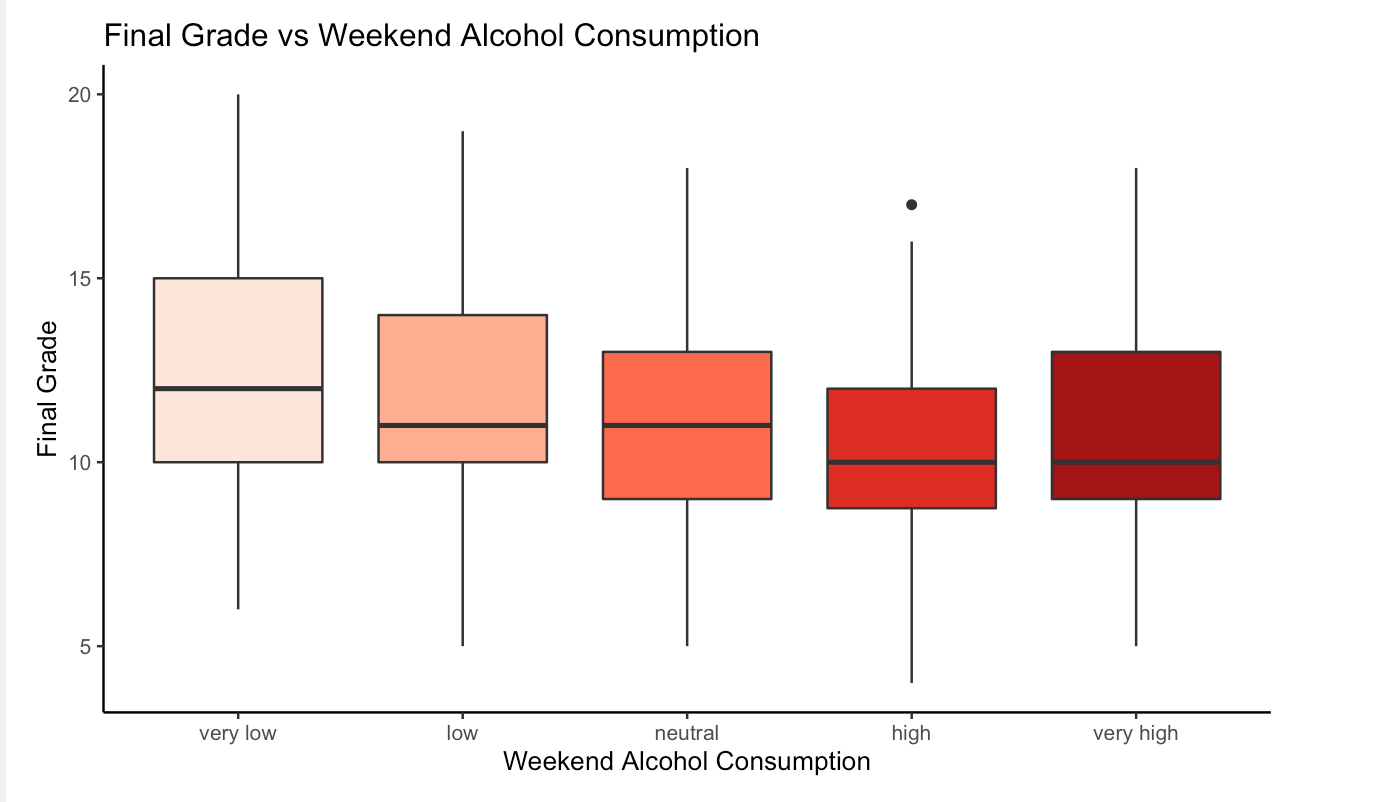 Final Grade vs Weekend Alcohol Consumption
20
15
10
5
Final Grade
very low low neutral high very high
Weekend Alcohol Consumption